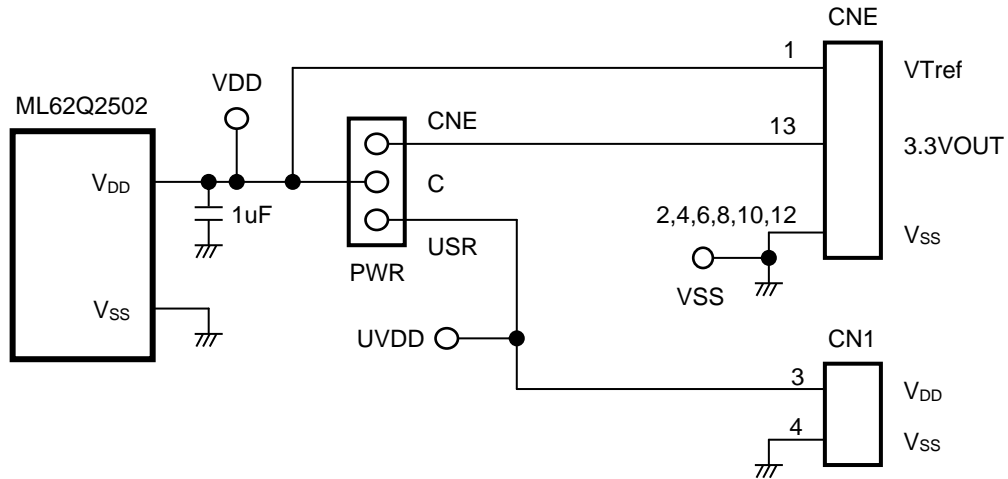 CNE
1
VTref
VDD
ML62Q2502
CNE
13
3.3VOUT
VDD
C
1uF
2,4,6,8,10,12
USR
VSS
PWR
VSS
VSS
UVDD
CN1
3
VDD
4
VSS